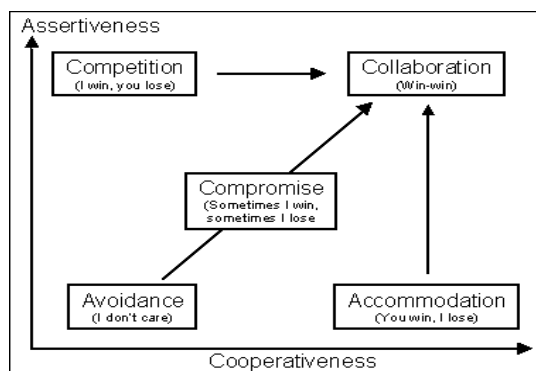 Assertiveness
Competition
(I win, you lose)
Collaboration
(Win-win)
Compromise
(Sometimes I win,
sometimes I lose
Avoidance
(I don't care)
Accommodation
(You win, I lose)
Cooperativeness